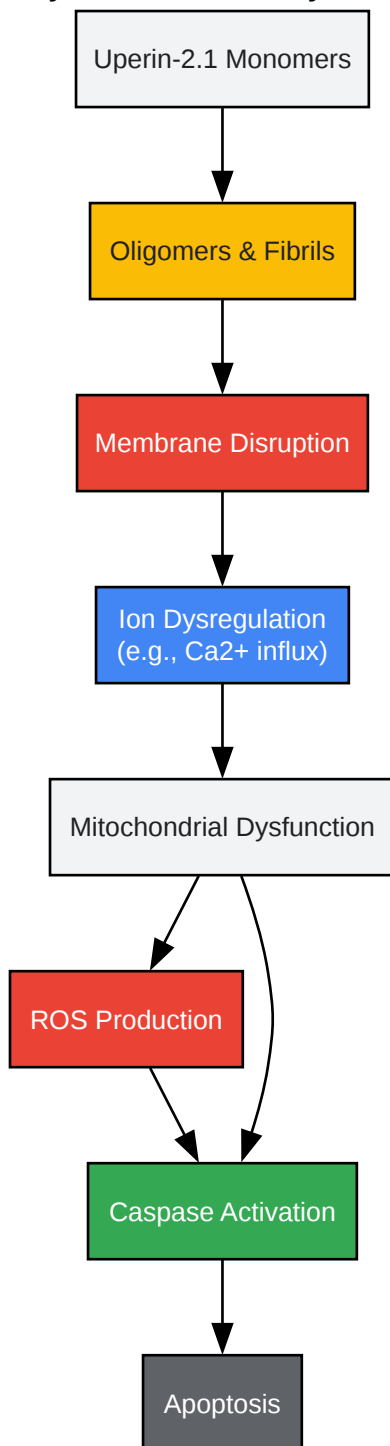 Uperin-2.1 Monomers
Oligomers & Fibrils
Membrane Disruption
Ion Dysregulation
(e.g., Ca2+ influx)
Mitochondrial Dysfunction
ROS Production
Caspase Activation
Apoptosis